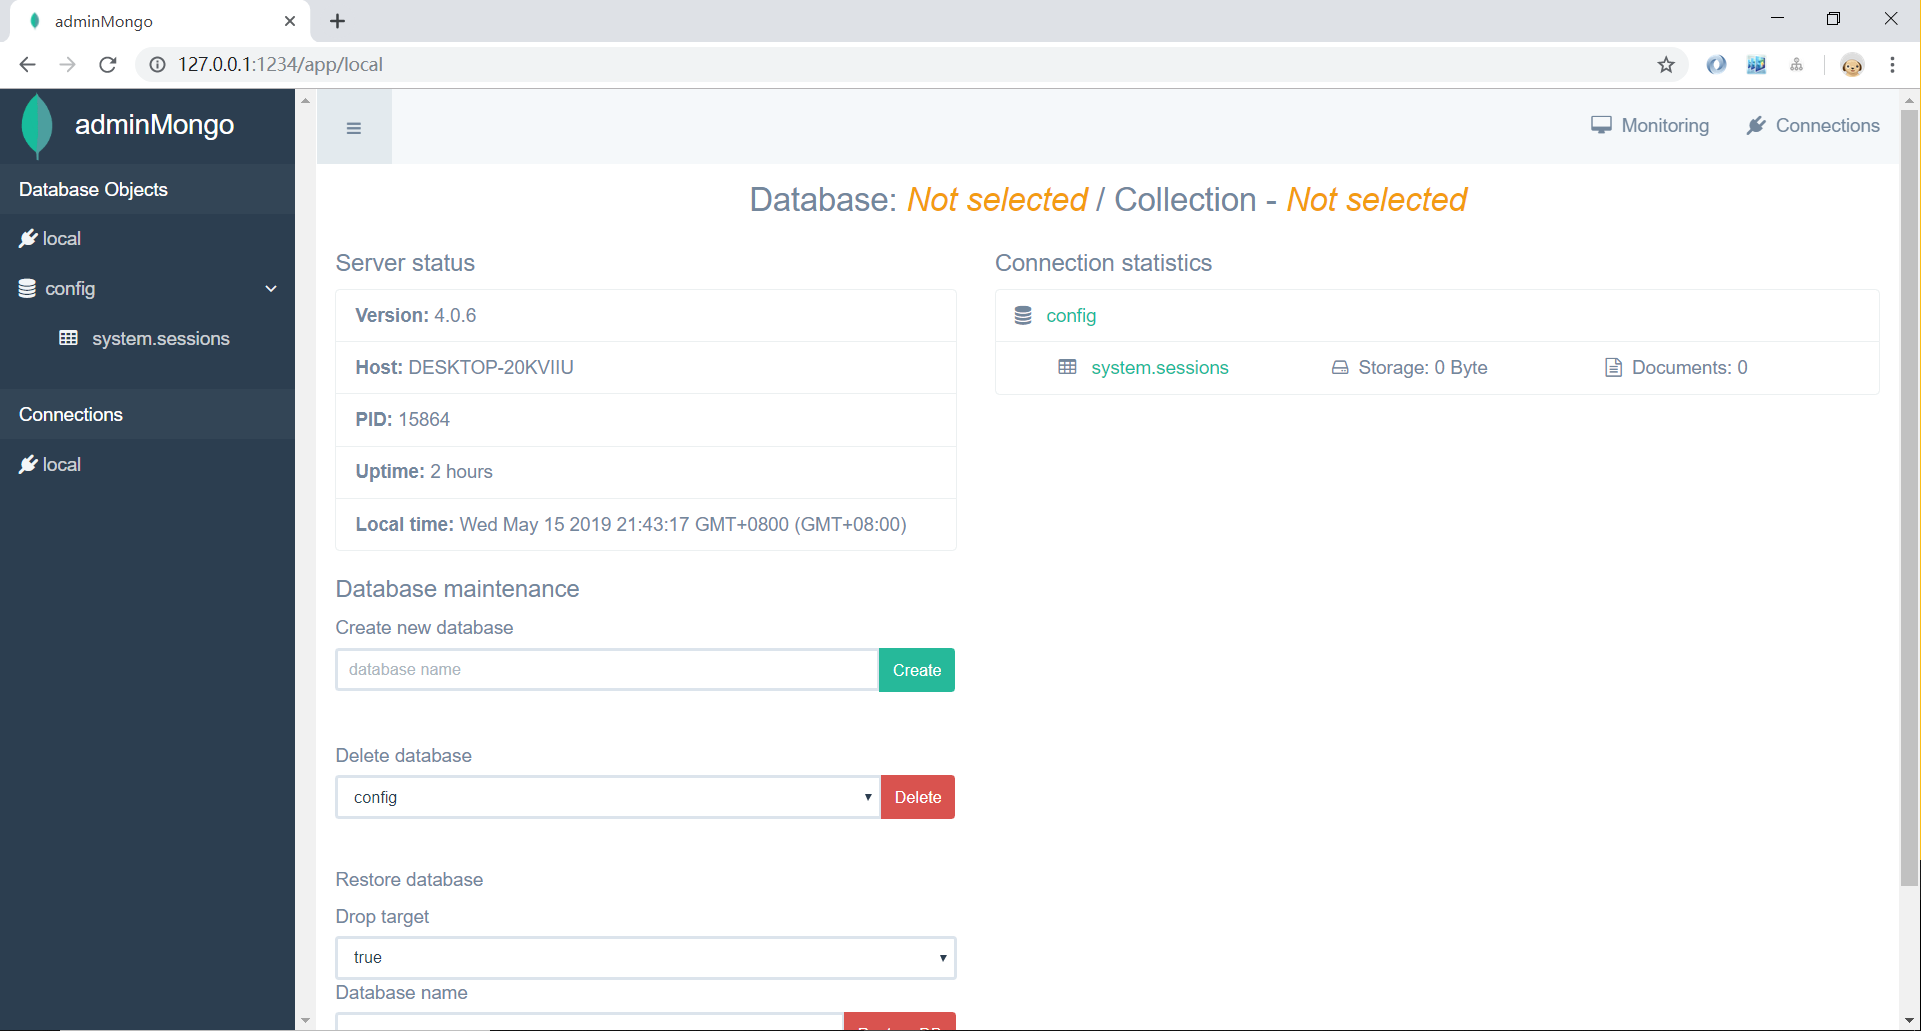 adminMongo
127.0.0.1:1234/app/local
adminMongo
Database Objects
local
config
system.sessions
Connections
local
Monitoring
Connections
Database: Not selected / Collection - Not selected
Server status
Version: 4.0.6
Host: DESKTOP-20KVIIU
PID: 15864
Uptime: 2 hours
Local time: Wed May 15 2019 21:43:17 GMT+0800 (GMT+08:00)
Connection statistics
config
system.sessions
Storage: 0 Byte
Documents: 0
Database maintenance
Create new database
database name
Create
Delete database
config
Delete
Restore database
Drop target
true
Database name